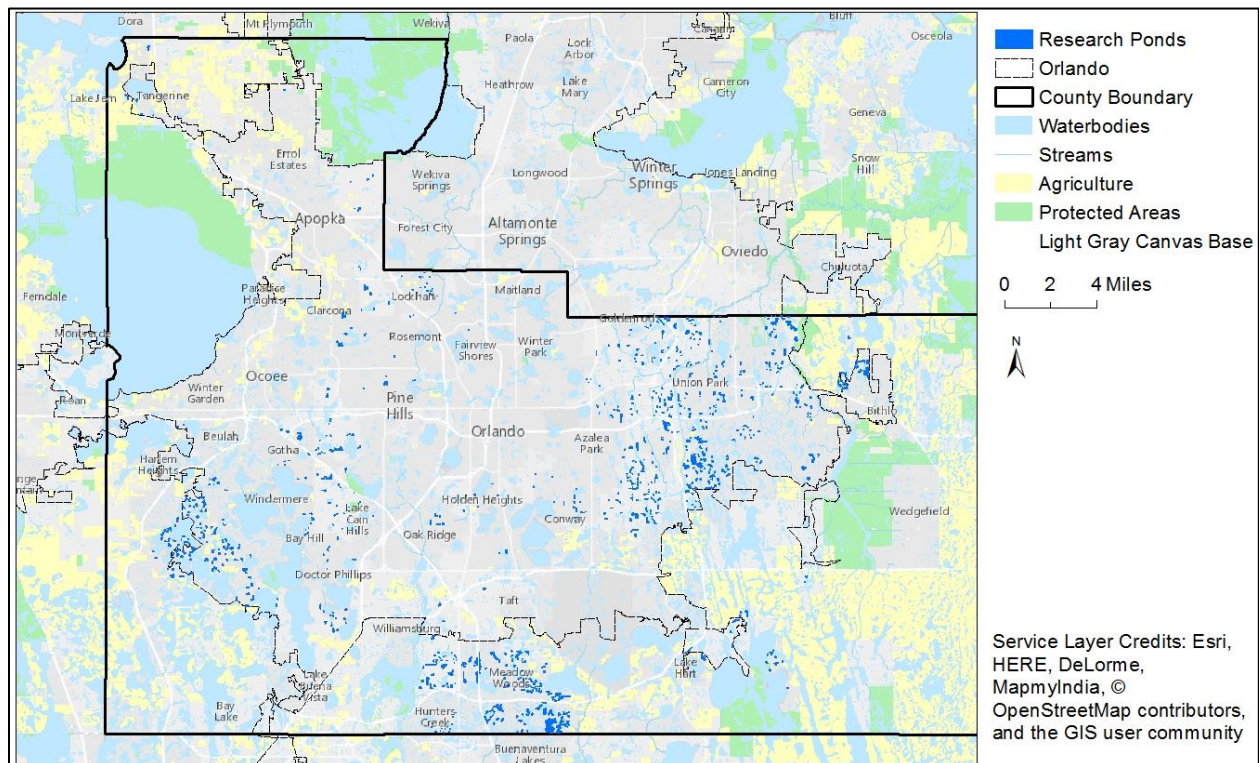 Dora
Mt Plymouth
Wekiva
Paola
Lock
Arbor
Canaan
Bluff
Osceola
Heathrow
Lake
Mary
Cameron
City
Lake Jem
Tangerine
Geneva
Snow
Hill
Errol
Estates
Wekiva
Springs
Longwood
Winter
Springs
Jones Landing
Apopka
Forest City
Altamonte
Springs
Oviedo
Chuluota
Ferndale
Paradise
Heights
Clarcona
Lockhart
Maitland
Goldenrod
Montverde
Rosemont
Fairview
Shores
Winter
Park
Ocoee
Union Park
Winter
Garden
Pine
Hills
Orlando
Azalea
Park
Bithlo
Beulah
Gotha
Harlem
Heights
Windermere
Holden Heights
Conway
Wedgefield
Lake
Cain
Hills
Oak Ridge
Bay Hill
Doctor Phillips
Taft
Williamsburg
Meadow
Woods
Lake
Hart
Lake
Buena
Vista
Bay
Lake
Hunters
Creek
Buenaventura
Lakes
Research Ponds
Orlando
County Boundary
Waterbodies
Streams
Agriculture
Protected Areas
Light Gray Canvas Base
0 2 4 Miles
N
Service Layer Credits: Esri,
HERE, DeLorme,
MapmyIndia, ©
OpenStreetMap contributors,
and the GIS user community